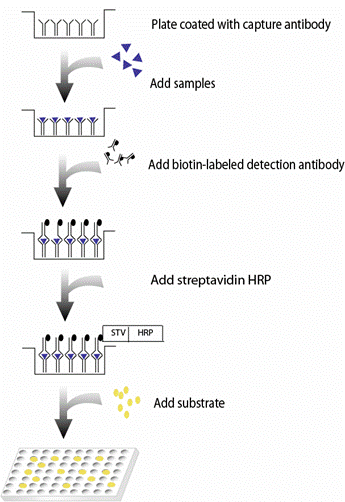 Plate coated with capture antibody
Add samples
Add biotin-labeled detection antibody
Add streptavidin HRP
STV HRP
Add substrate